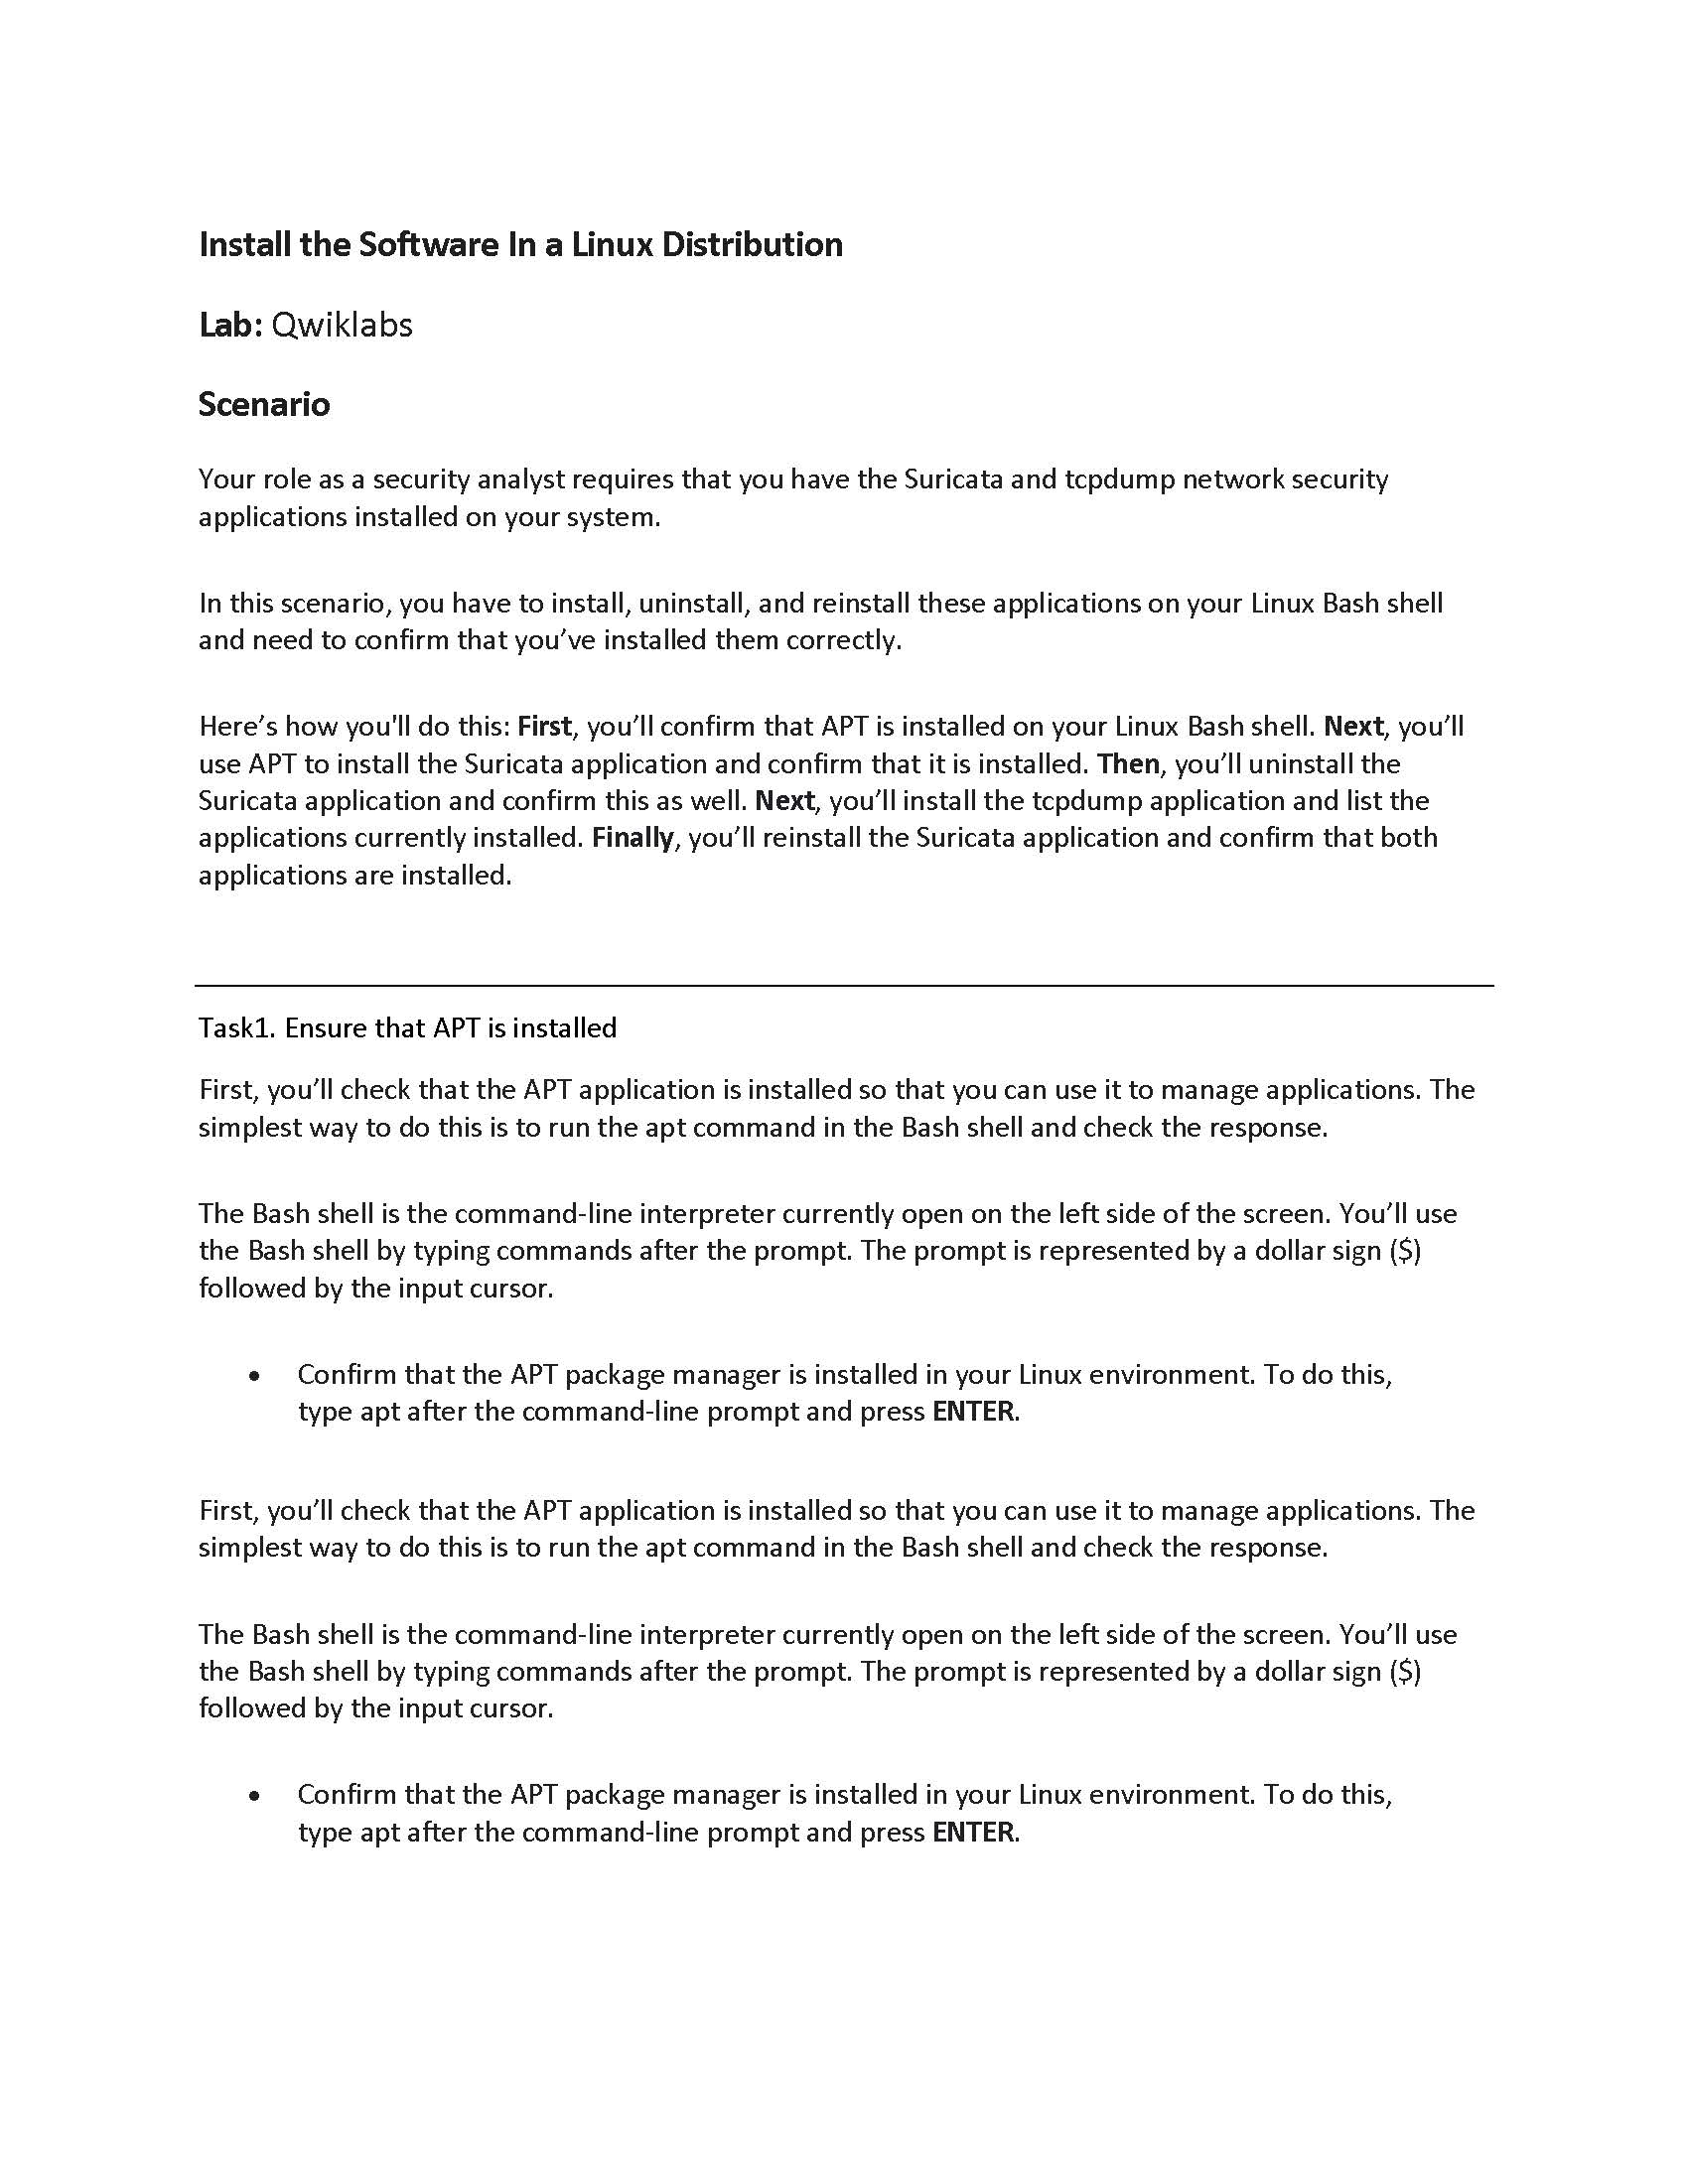 Install the Software In a Linux Distribution
Lab: Qwiklabs
Scenario
Your role as a security analyst requires that you have the Suricata and tcpdump network security
applications installed on your system.
In this scenario, you have to install, uninstall, and reinstall these applications on your Linux Bash shell
and need to confirm that you’ve installed them correctly.
Here’s how you'll do this: First, you’ll confirm that APT is installed on your Linux Bash shell. Next, you’ll
use APT to install the Suricata application and confirm that it is installed. Then, you’ll uninstall the
Suricata application and confirm this as well. Next, you’ll install the tcpdump application and list the
applications currently installed. Finally, you’ll reinstall the Suricata application and confirm that both
applications are installed.
Task1. Ensure that APT is installed
First, you’ll check that the APT application is installed so that you can use it to manage applications. The
simplest way to do this is to run the apt command in the Bash shell and check the response.
The Bash shell is the command-line interpreter currently open on the left side of the screen. You’ll use
the Bash shell by typing commands after the prompt. The prompt is represented by a dollar sign ($)
followed by the input cursor.
• Confirm that the APT package manager is installed in your Linux environment. To do this,
type apt after the command-line prompt and press ENTER.
First, you’ll check that the APT application is installed so that you can use it to manage applications. The
simplest way to do this is to run the apt command in the Bash shell and check the response.
The Bash shell is the command-line interpreter currently open on the left side of the screen. You’ll use
the Bash shell by typing commands after the prompt. The prompt is represented by a dollar sign ($)
followed by the input cursor.
• Confirm that the APT package manager is installed in your Linux environment. To do this,
type apt after the command-line prompt and press ENTER.